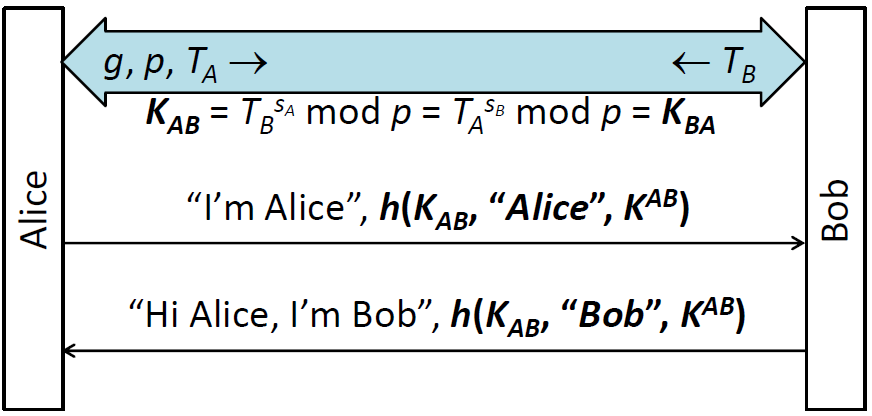 g, p, T_A → ← T_B
K_AB = T_B^{s_A} mod p = T_A^{s_B} mod p = K_BA
Alice
“I’m Alice”, h(K_AB, “Alice”, K^{AB})
Bob
“Hi Alice, I’m Bob”, h(K_AB, “Bob”, K^{AB})